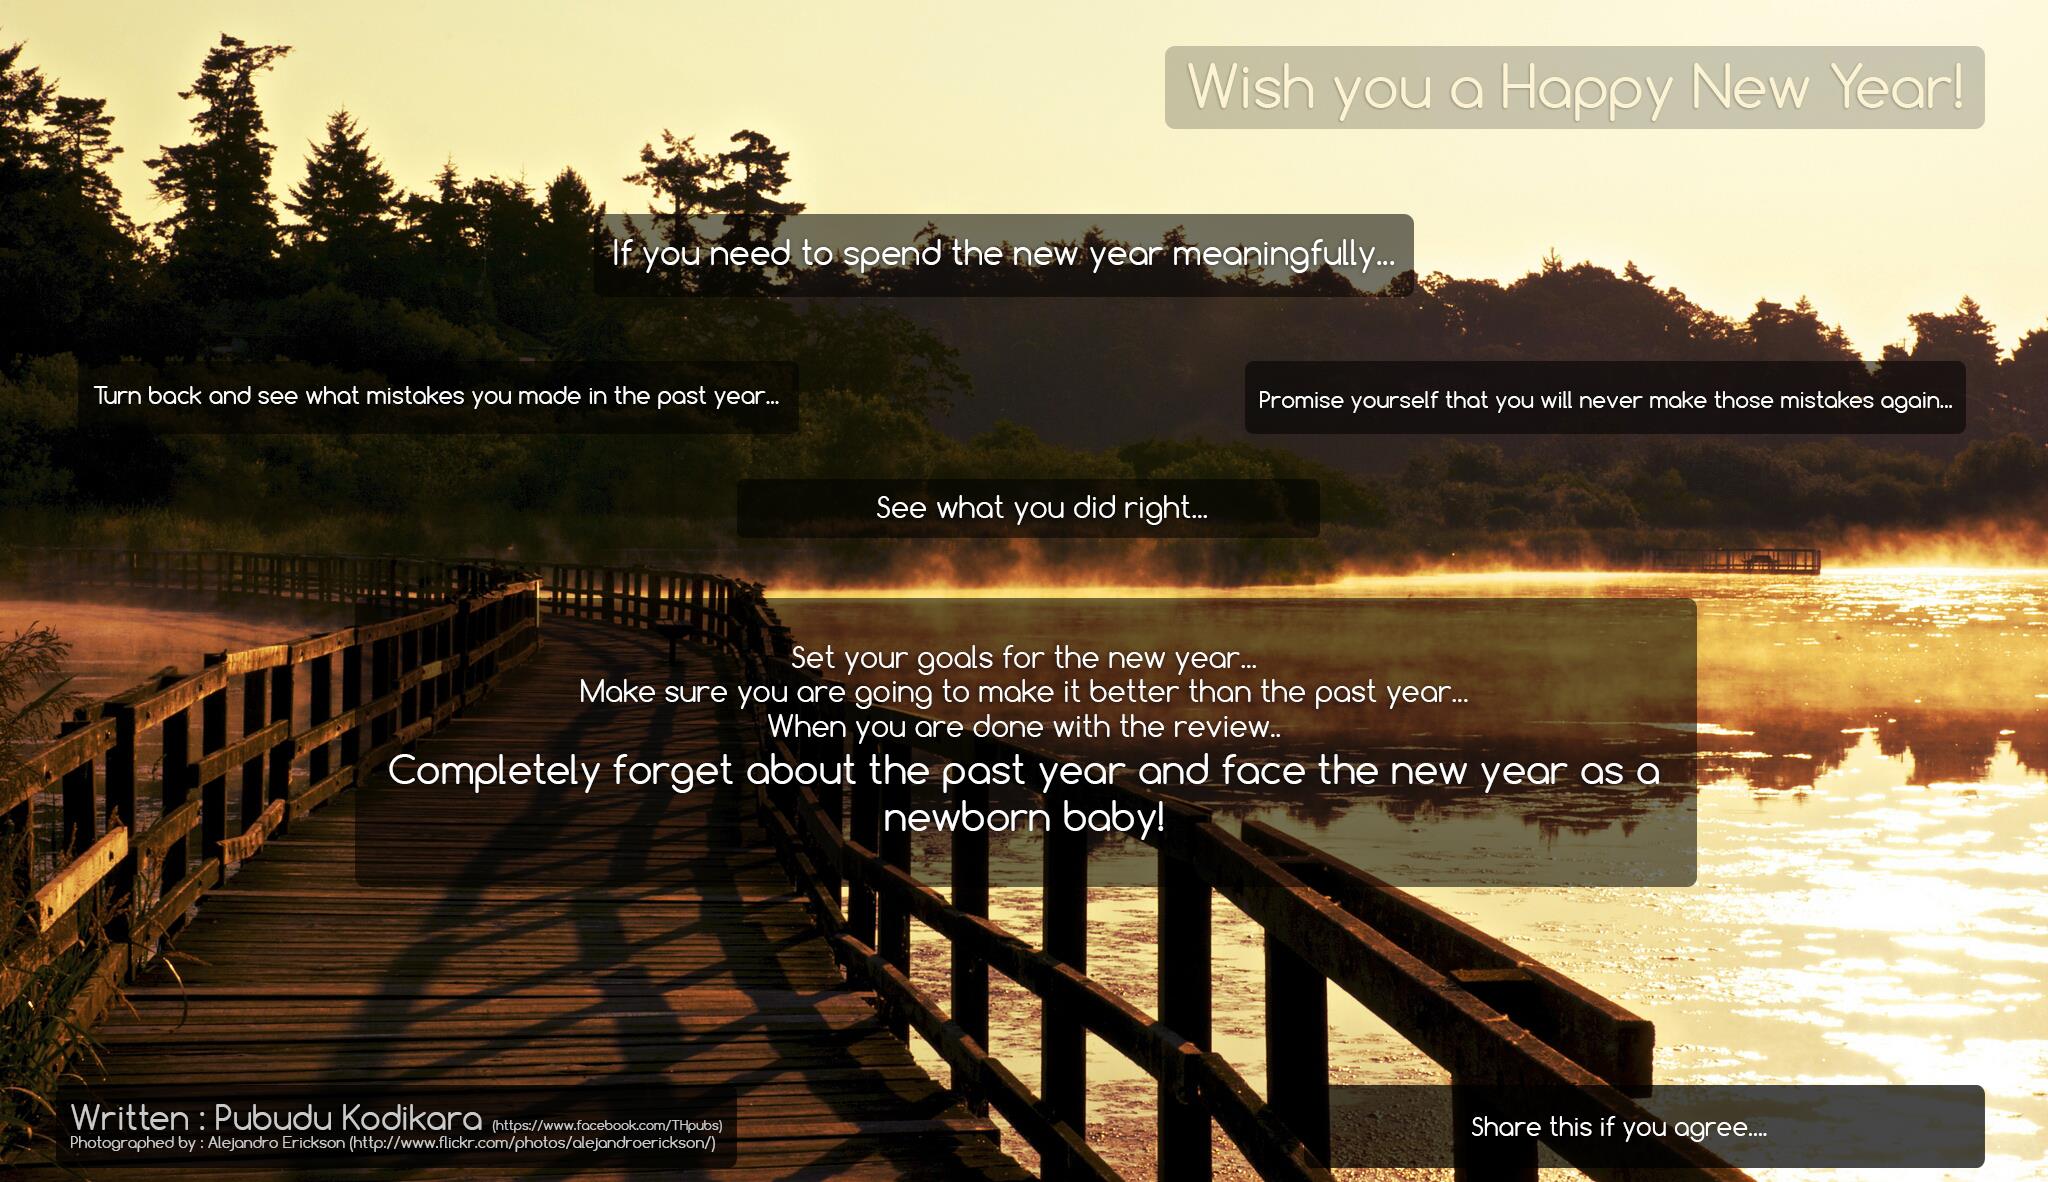 Wish you a Happy New Year!
If you need to spend the new year meaningfully...
Turn back and see what mistakes you made in the past year...
Promise yourself that you will never make those mistakes again...
See what you did right...
Set your goals for the new year...
Make sure you are going to make it better than the past year...
When you are done with the review..
Completely forget about the past year and face the new year as a
newborn baby!
Written : Pubudu Kodikara (https://www.facebook.com/THpubs)
Photographed by : Alejandro Erickson (http://www.flickr.com/photos/alejandroerickson/)
Share this if you agree....